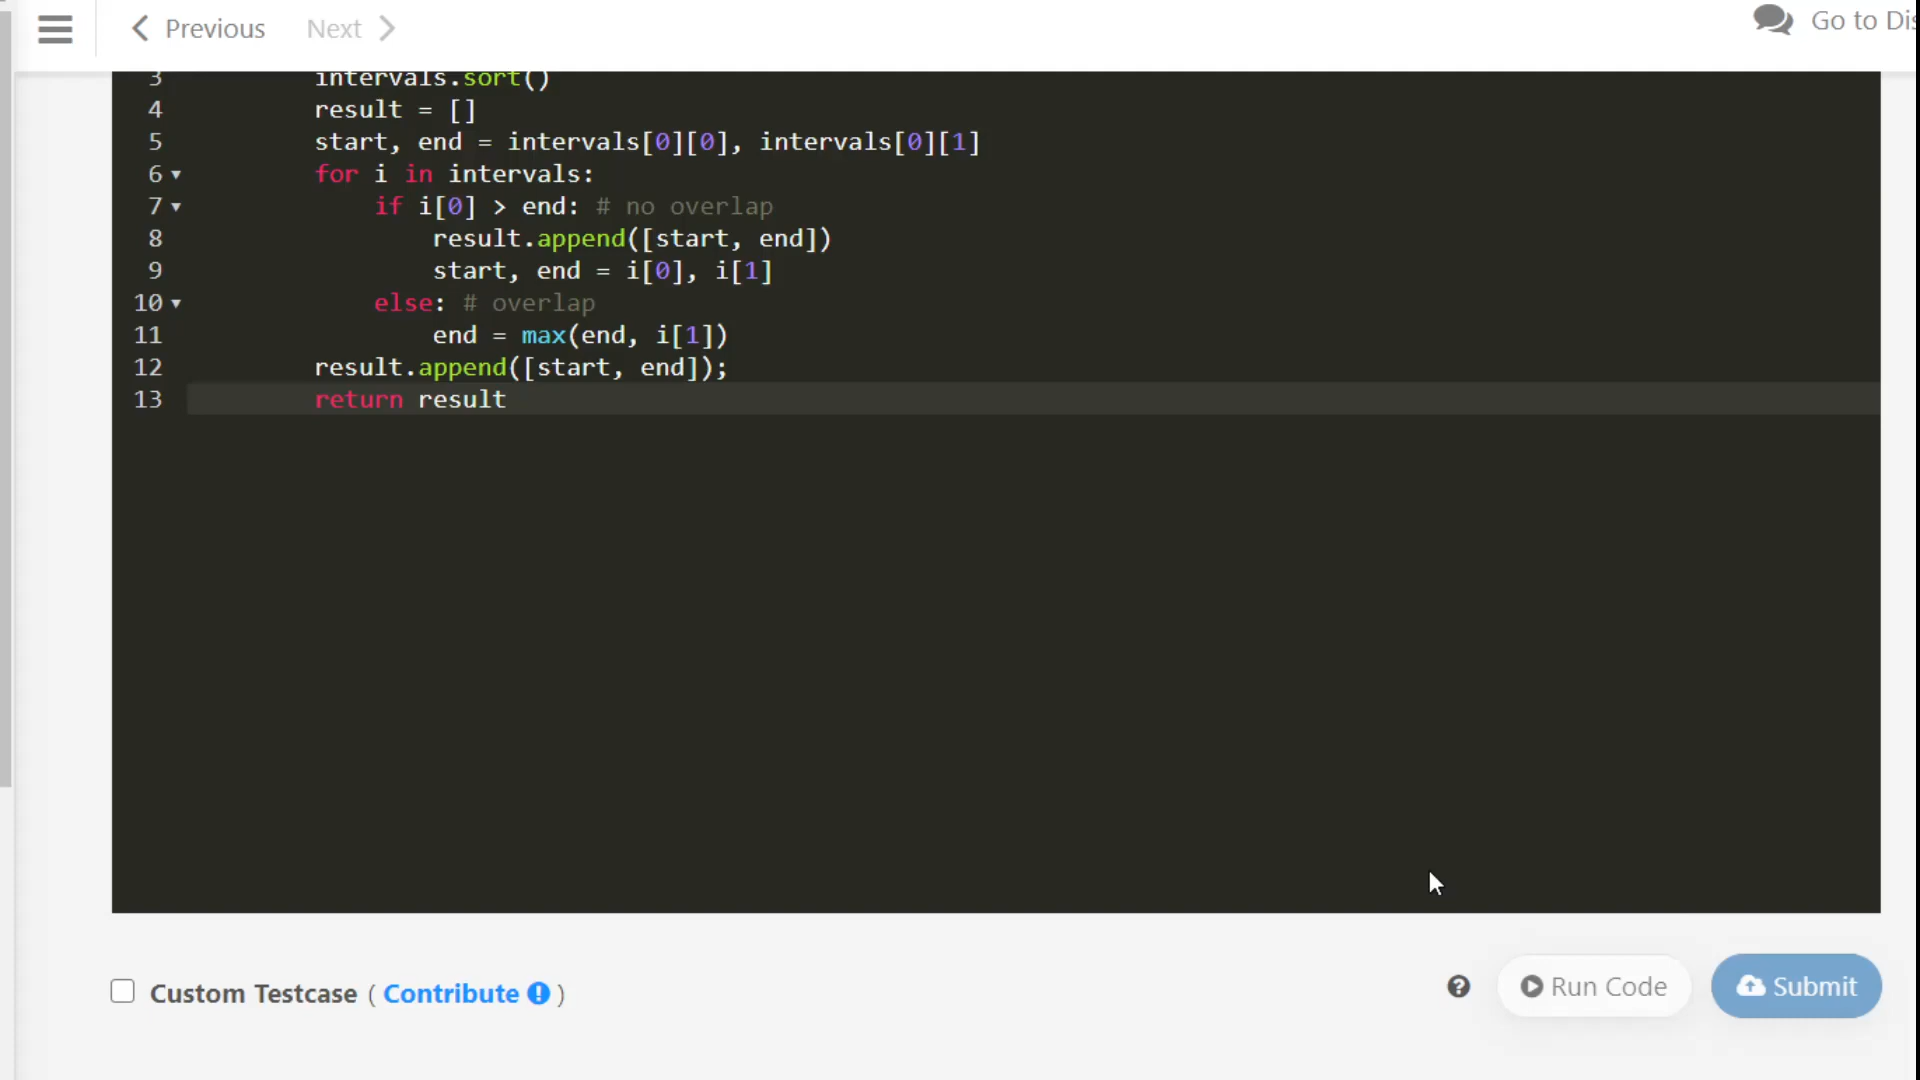 Previous
Next
Go to Dis
3 intervals.sort()
4 result = []
5 start, end = intervals[0][0], intervals[0][1]
6 for i in intervals:
7 if i[0] > end: # no overlap
8 result.append([start, end])
9 start, end = i[0], i[1]
10 else: # overlap
11 end = max(end, i[1])
12 result.append([start, end]);
13 return result
Custom Testcase ( Contribute )
Run Code
Submit